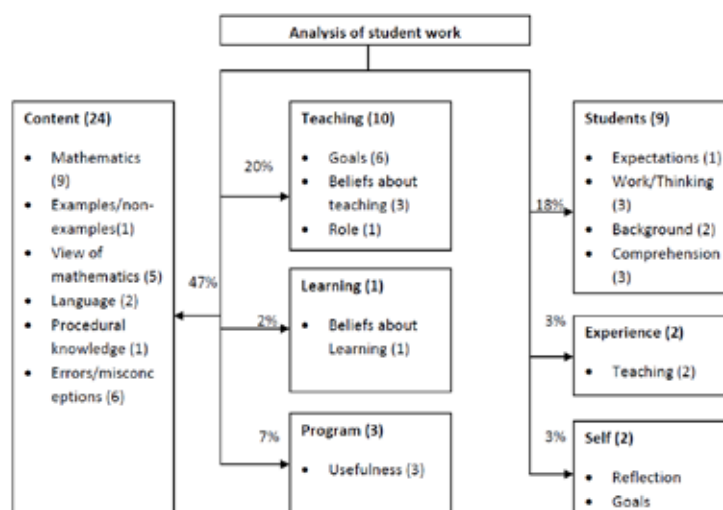 Analysis of student work
Content (24)
• Mathematics
(9)
• Examples/non-
examples(1)
• View of
mathematics (5)
• Language (2)
• Procedural
knowledge (1)
• Errors/misconc
eptions (6)
47%
20%
Teaching (10)
• Goals (6)
• Beliefs about
teaching (3)
• Role (1)
2%
Learning (1)
• Beliefs about
Learning (1)
7%
Program (3)
• Usefulness (3)
18%
Students (9)
• Expectations (1)
• Work/Thinking
(3)
• Background (2)
• Comprehension
(3)
3%
Experience (2)
• Teaching (2)
3%
Self (2)
• Reflection
• Goals